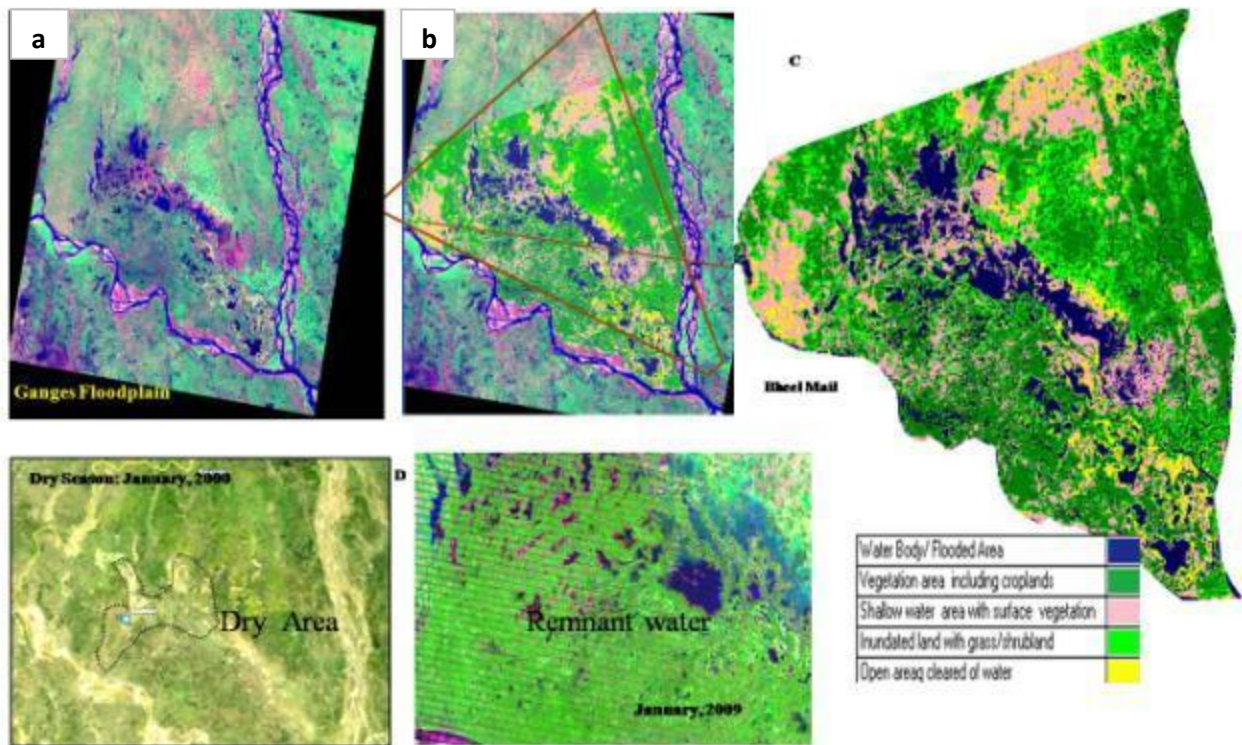 a
b
C
Ganges Floodplain
Bheel Mail
Dry Season: January, 2000
D
Dry Area
Remnant water
January, 2009
Water Body/ Flooded Area
Vegetation area including croplands
Shallow water area with surface vegetation
Inundated land with grass/shrubland
Open areaq cleared of water